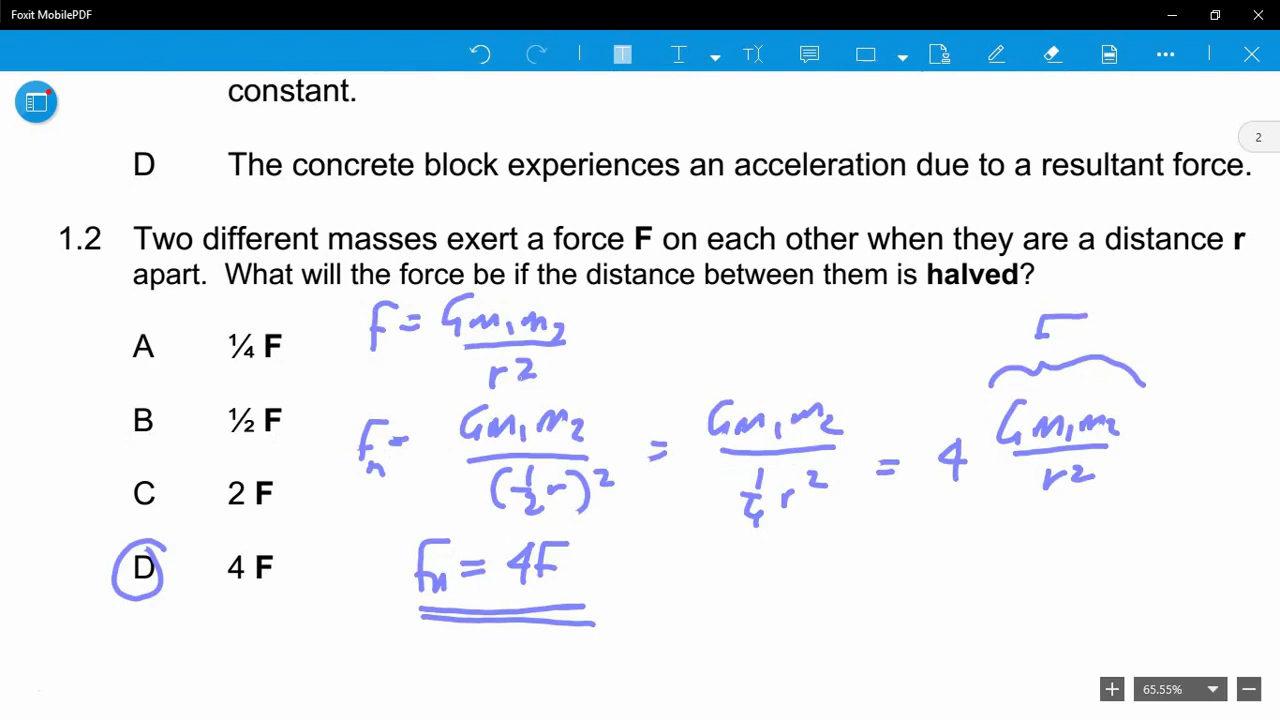 Foxit MobilePDF
constant.
2
D The concrete block experiences an acceleration due to a resultant force.
1.2 Two different masses exert a force F on each other when they are a distance r
apart. What will the force be if the distance between them is halved?
F = Gm₁m₂ / r²
F
A ¼ F
B ½ F
Fₙ = Gm₁m₂ / (½r)² = Gm₁m₂ / ¼r² = 4 Gm₁m₂ / r²
C 2 F
D 4 F
Fₙ = 4F
65.55%